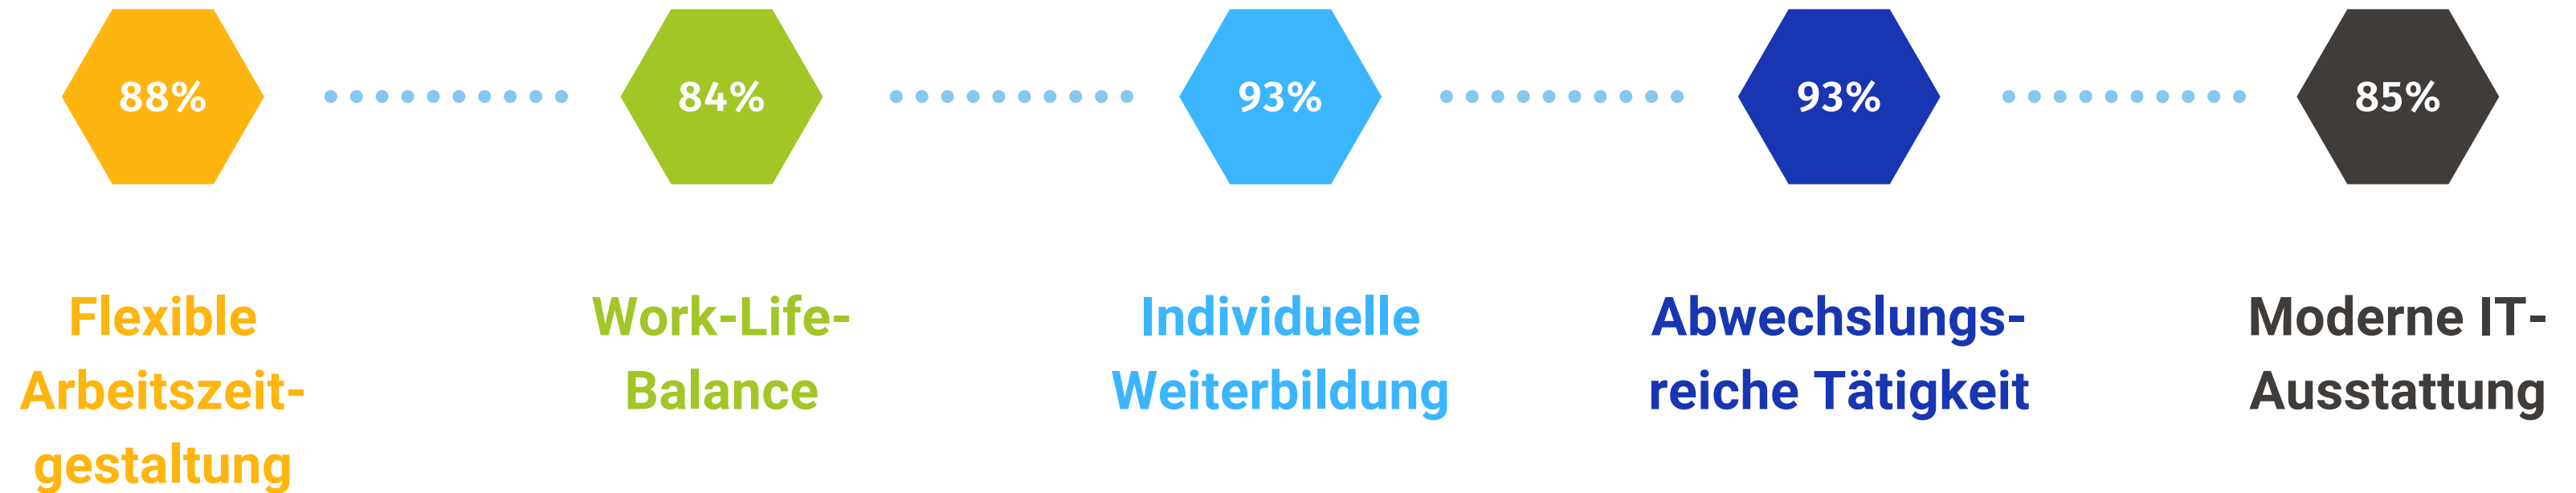 88%
84%
93%
93%
85%
Flexible
Arbeitszeit-
gestaltung
Work-Life-
Balance
Individuelle
Weiterbildung
Abwechslungs-
reiche Tätigkeit
Moderne IT-
Ausstattung